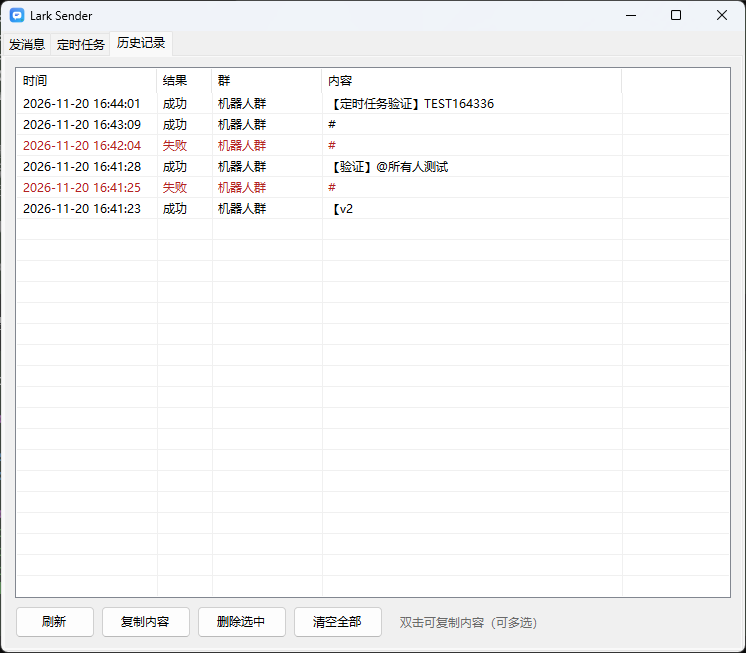 Lark Sender
发消息 定时任务 历史记录
时间 结果 群 内容
2026-11-20 16:44:01 成功 机器人群 【定时任务验证】TEST164336
2026-11-20 16:43:09 成功 机器人群 #
2026-11-20 16:42:04 失败 机器人群 #
2026-11-20 16:41:28 成功 机器人群 【验证】@所有人测试
2026-11-20 16:41:25 失败 机器人群 #
2026-11-20 16:41:23 成功 机器人群 【v2
刷新 复制内容 删除选中 清空全部 双击可复制内容（可多选）